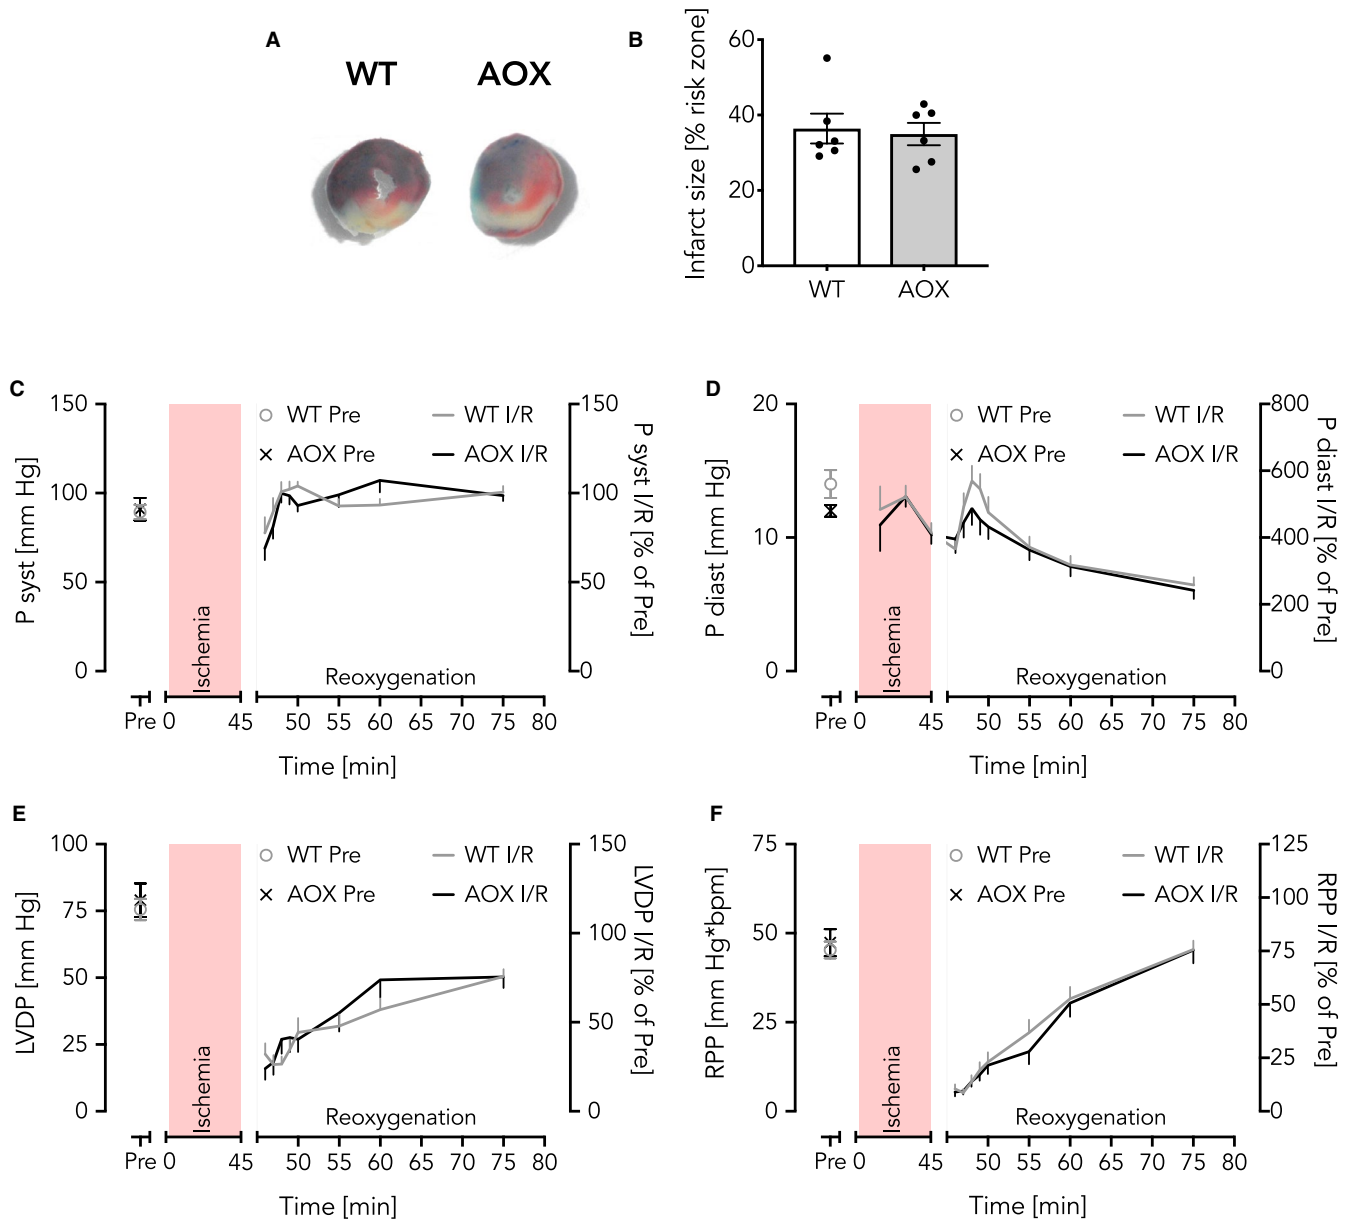 A
WT
AOX
B
Infarct size [% risk zone]
60
40
20
0
WT
AOX
C
P syst [mm Hg]
150
100
50
0
WT Pre
AOX Pre
WT I/R
AOX I/R
Ischemia
Reoxygenation
150
100
50
0
P syst I/R [% of Pre]
Pre 0 45 50 55 60 65 70 75 80
Time [min]
D
P diast [mm Hg]
20
10
0
WT Pre
AOX Pre
WT I/R
AOX I/R
Ischemia
Reoxygenation
800
600
400
200
0
P diast I/R [% of Pre]
Pre 0 45 50 55 60 65 70 75 80
Time [min]
E
LVDP [mm Hg]
100
75
50
25
0
WT Pre
AOX Pre
WT I/R
AOX I/R
Ischemia
Reoxygenation
150
100
50
0
LVDP I/R [% of Pre]
Pre 0 45 50 55 60 65 70 75 80
Time [min]
F
RPP [mm Hg*bpm]
75
50
25
0
WT Pre
AOX Pre
WT I/R
AOX I/R
Ischemia
Reoxygenation
125
100
75
50
25
0
RPP I/R [% of Pre]
Pre 0 45 50 55 60 65 70 75 80
Time [min]